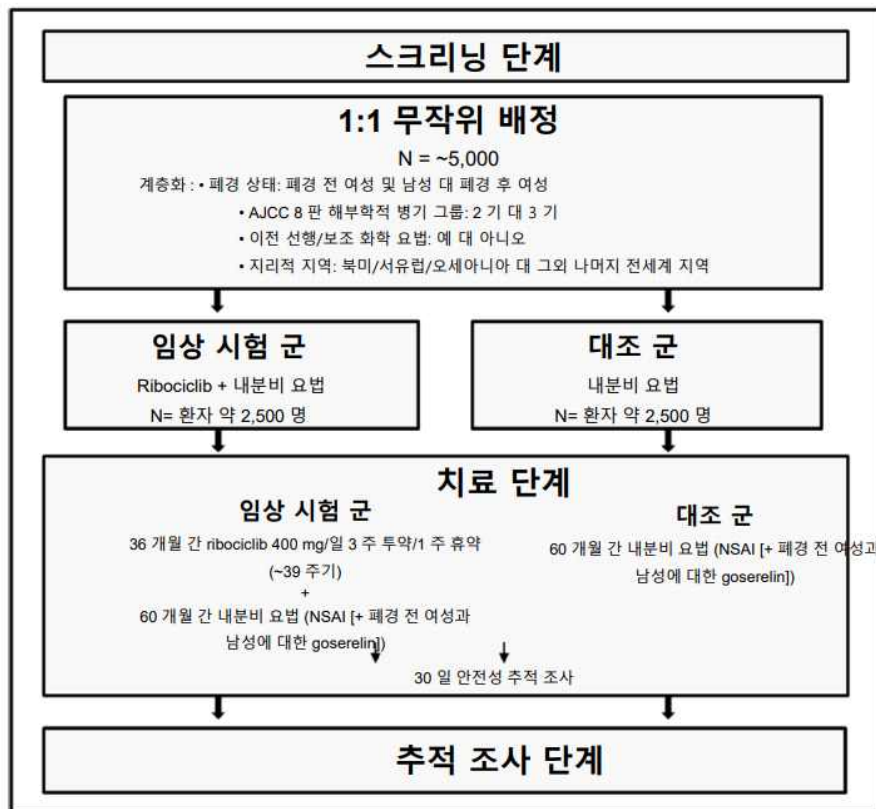 스크리닝 단계
1:1 무작위 배정
N = ~5,000
계층화 : • 폐경 상태: 폐경 전 여성 및 남성 대 폐경 후 여성
• AJCC 8 판 해부학적 병기 그룹: 2 기 대 3 기
• 이전 선행/보조 화학 요법: 예 대 아니오
• 지리적 지역: 북미/서유럽/오세아니아 대 그외 나머지 전세계 지역
임상 시험 군
Ribociclib + 내분비 요법
N= 환자 약 2,500 명
대조 군
내분비 요법
N= 환자 약 2,500 명
치료 단계
임상 시험 군
36 개월 간 ribociclib 400 mg/일 3 주 투약/1 주 휴약
(~39 주기)
+
60 개월 간 내분비 요법 (NSAI [+ 폐경 전 여성과
남성에 대한 goserelin])
대조 군
60 개월 간 내분비 요법 (NSAI [+ 폐경 전 여성과
남성에 대한 goserelin])
30 일 안전성 추적 조사
추적 조사 단계